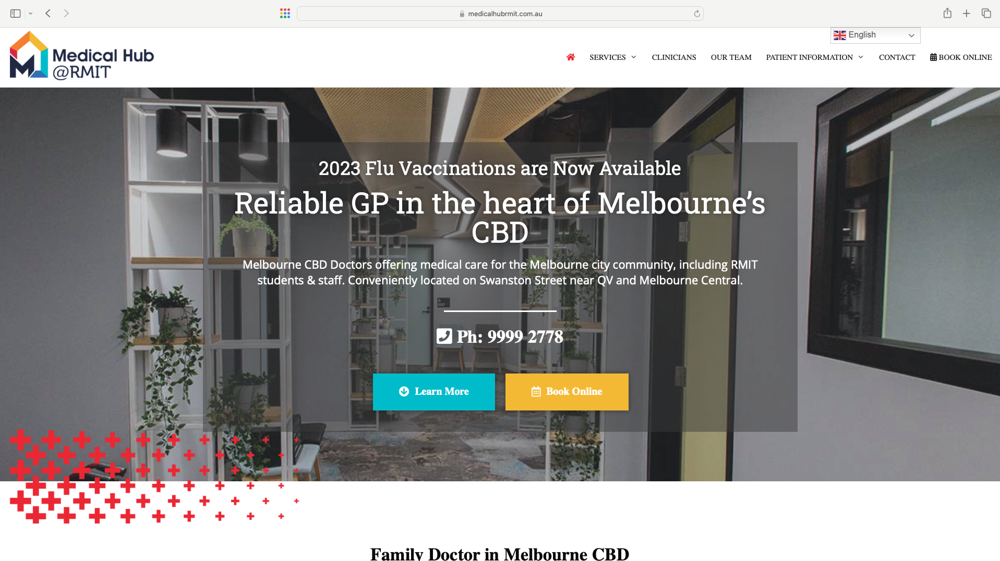 medicalhubrmit.com.au
English
Medical Hub
@RMIT
SERVICES
CLINICIANS
OUR TEAM
PATIENT INFORMATION
CONTACT
BOOK ONLINE
2023 Flu Vaccinations are Now Available
Reliable GP in the heart of Melbourne’s
CBD
Melbourne CBD Doctors offering medical care for the Melbourne city community, including RMIT
students & staff. Conveniently located on Swanston Street near QV and Melbourne Central.
Ph: 9999 2778
Learn More
Book Online
Family Doctor in Melbourne CBD